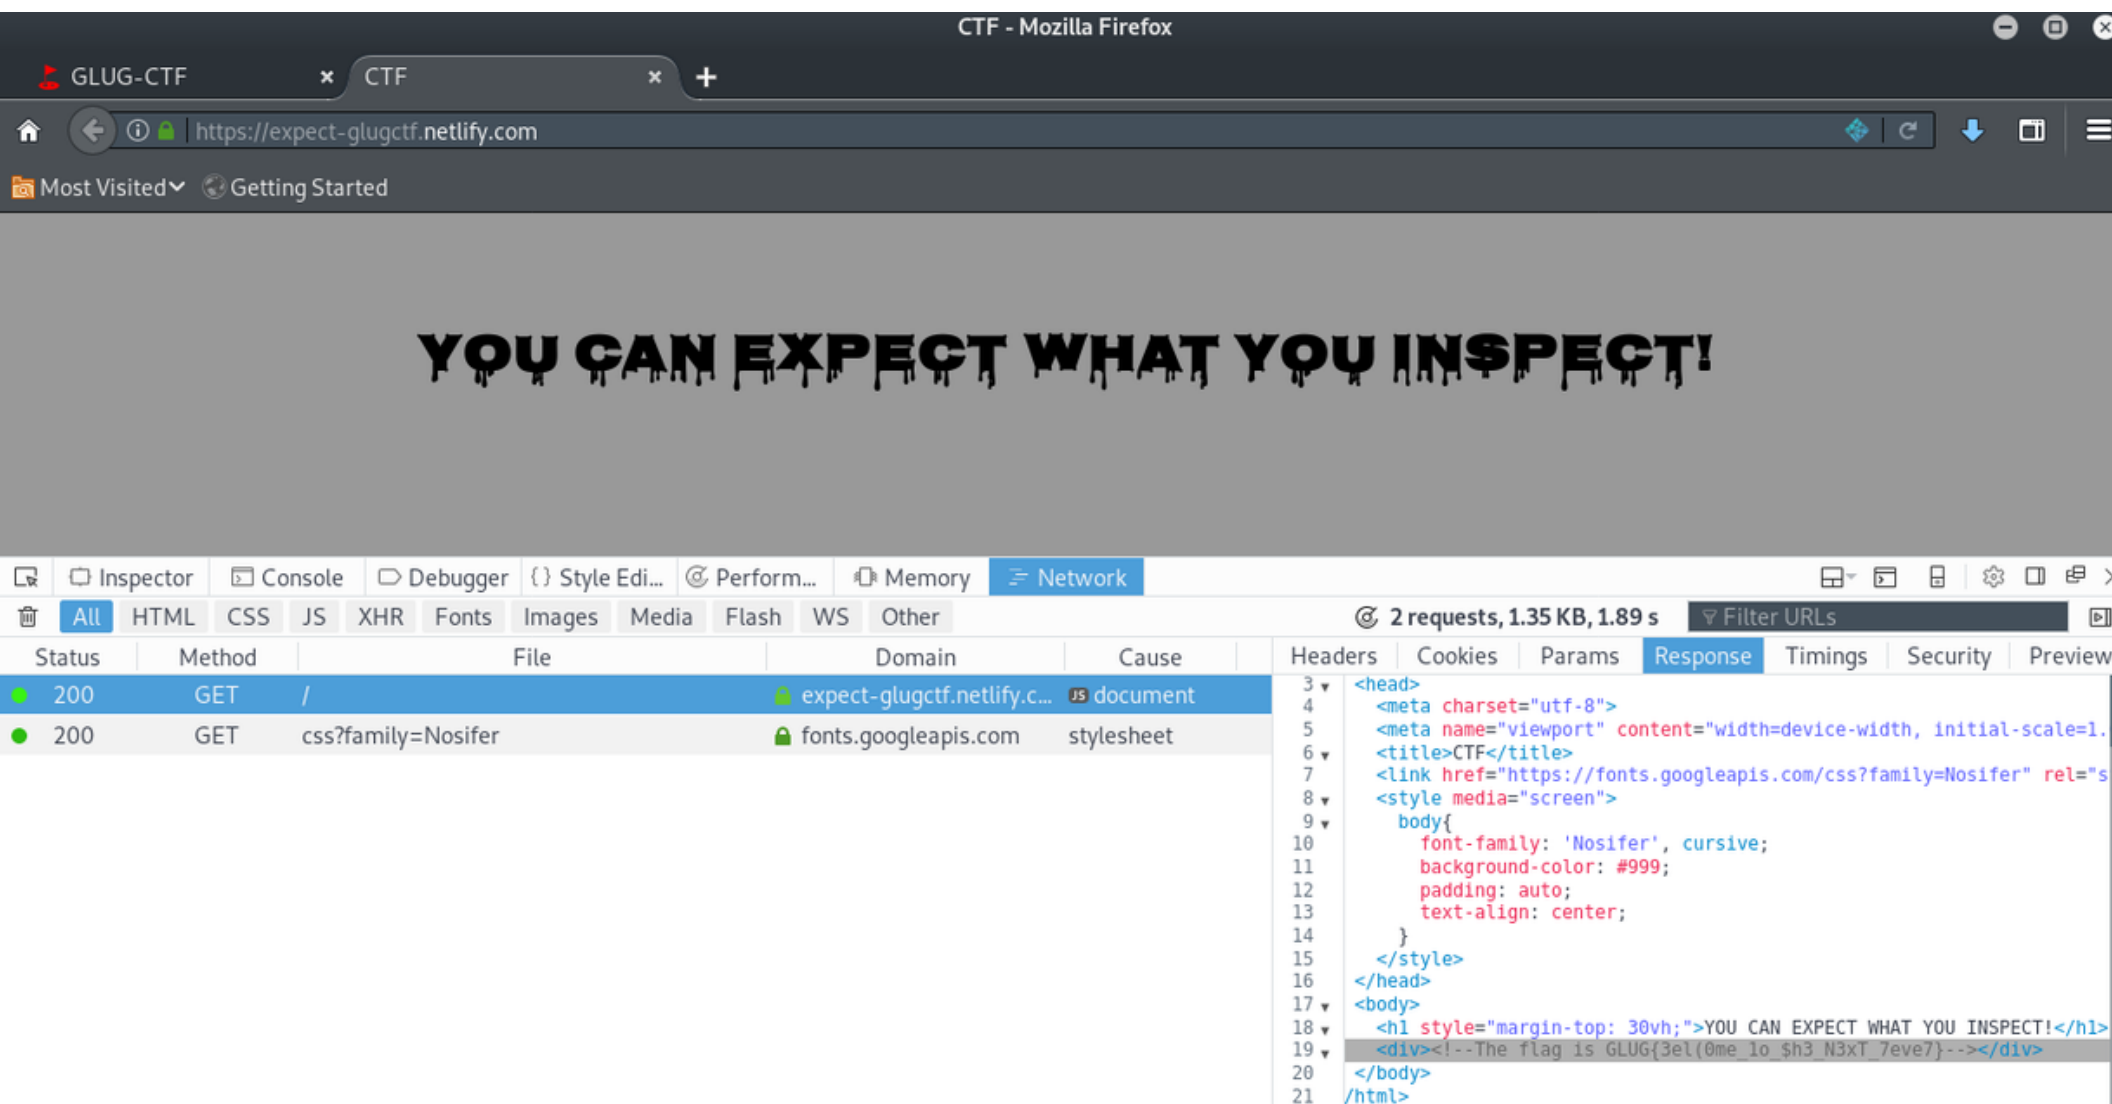 CTF - Mozilla Firefox
GLUG-CTF × CTF × +
https://expect-glugctf.netlify.com
Most Visited Getting Started
YOU CAN EXPECT WHAT YOU INSPECT!
Inspector Console Debugger {} Style Edi... Perform... Memory Network
All HTML CSS JS XHR Fonts Images Media Flash WS Other 2 requests, 1.35 KB, 1.89 s Filter URLs
Status Method File Domain Cause Headers Cookies Params Response Timings Security Preview
200 GET / expect-glugctf.netlify.c... JS document
200 GET css?family=Nosifer fonts.googleapis.com stylesheet
3 <head>
4 <meta charset="utf-8">
5 <meta name="viewport" content="width=device-width, initial-scale=1.
6 <title>CTF</title>
7 <link href="https://fonts.googleapis.com/css?family=Nosifer" rel="s
8 <style media="screen">
9 body{
10 font-family: 'Nosifer', cursive;
11 background-color: #999;
12 padding: auto;
13 text-align: center;
14 }
15 </style>
16 </head>
17 <body>
18 <h1 style="margin-top: 30vh;">YOU CAN EXPECT WHAT YOU INSPECT!</h1>
19 <div><!--The flag is GLUG{3el(0me_1o_$h3_N3xT_7eve7}--></div>
20 </body>
21 /html>